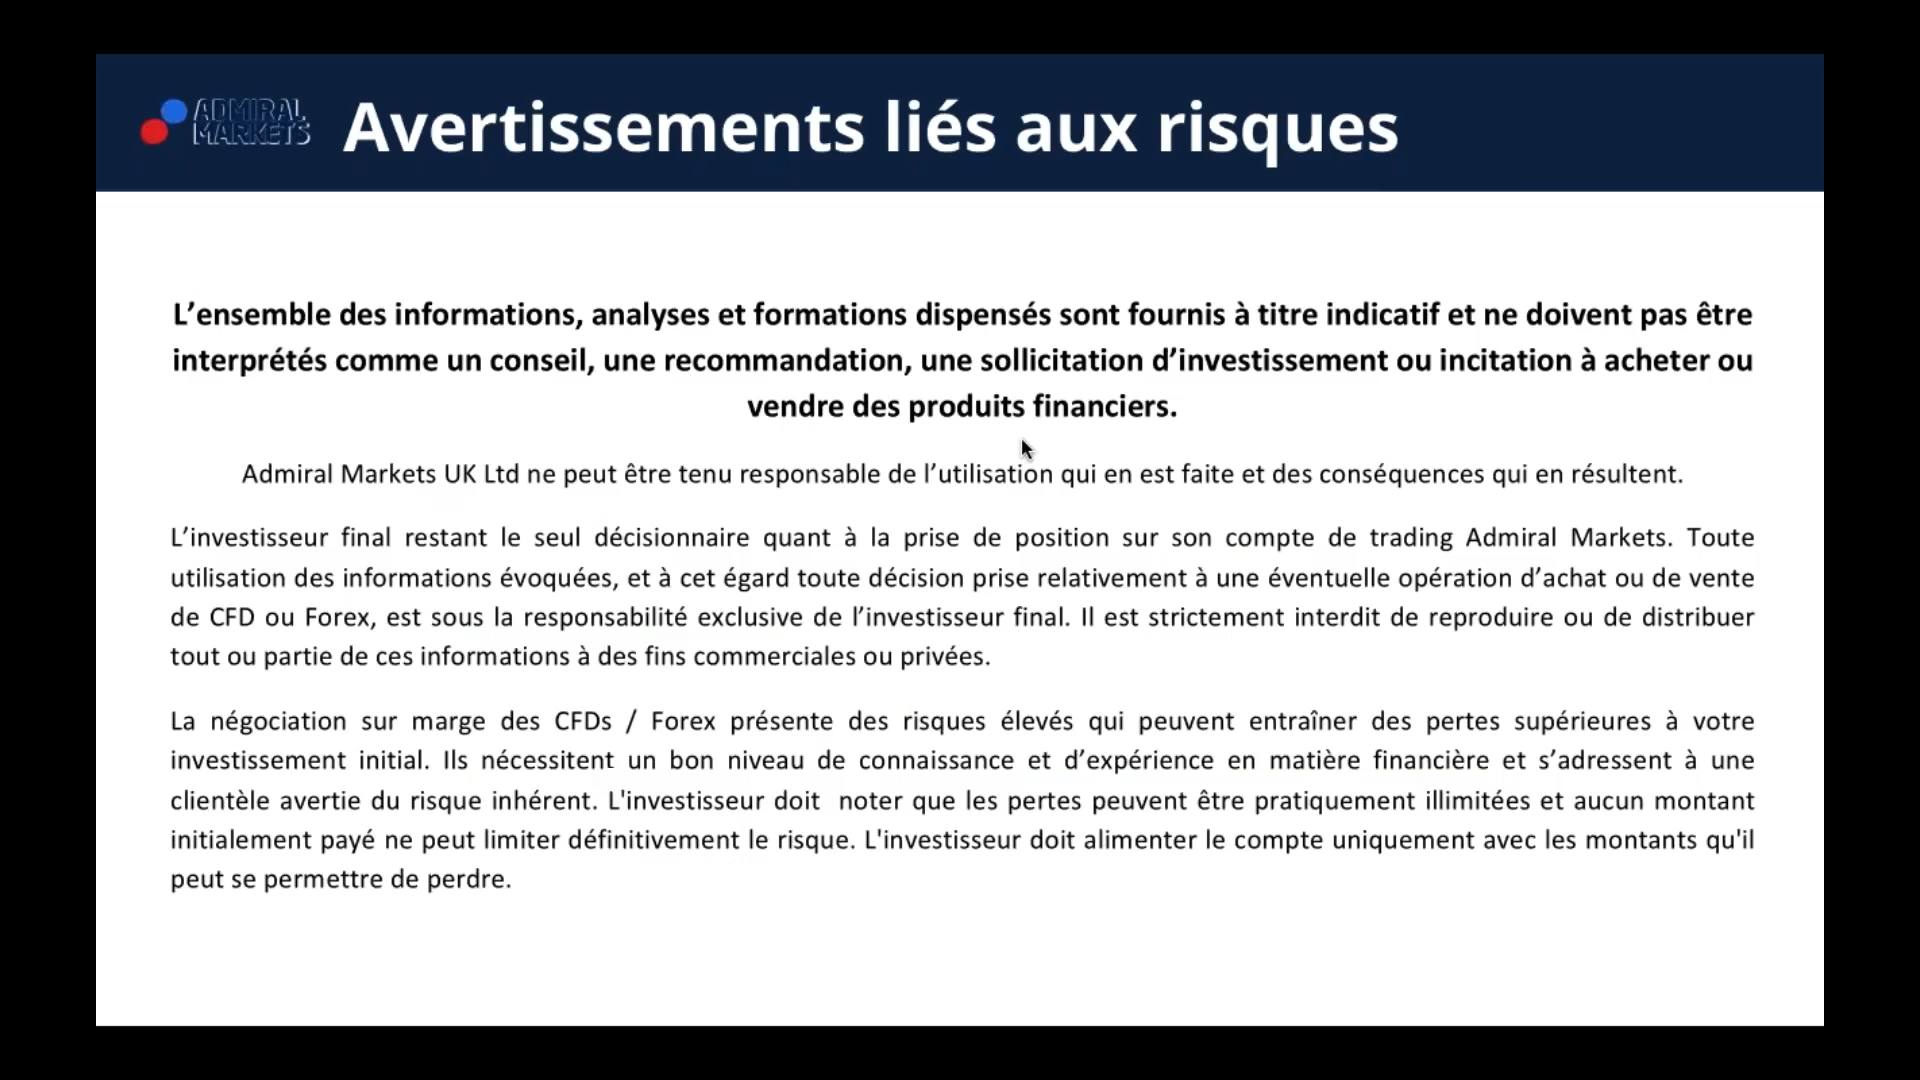 ADMIRAL
MARKETS
Avertissements liés aux risques
L’ensemble des informations, analyses et formations dispensés sont fournis à titre indicatif et ne doivent pas être
interprétés comme un conseil, une recommandation, une sollicitation d’investissement ou incitation à acheter ou
vendre des produits financiers.
Admiral Markets UK Ltd ne peut être tenu responsable de l’utilisation qui en est faite et des conséquences qui en résultent.
L’investisseur final restant le seul décisionnaire quant à la prise de position sur son compte de trading Admiral Markets. Toute
utilisation des informations évoquées, et à cet égard toute décision prise relativement à une éventuelle opération d’achat ou de vente
de CFD ou Forex, est sous la responsabilité exclusive de l’investisseur final. Il est strictement interdit de reproduire ou de distribuer
tout ou partie de ces informations à des fins commerciales ou privées.
La négociation sur marge des CFDs / Forex présente des risques élevés qui peuvent entraîner des pertes supérieures à votre
investissement initial. Ils nécessitent un bon niveau de connaissance et d’expérience en matière financière et s’adressent à une
clientèle avertie du risque inhérent. L'investisseur doit  noter que les pertes peuvent être pratiquement illimitées et aucun montant
initialement payé ne peut limiter définitivement le risque. L'investisseur doit alimenter le compte uniquement avec les montants qu'il
peut se permettre de perdre.